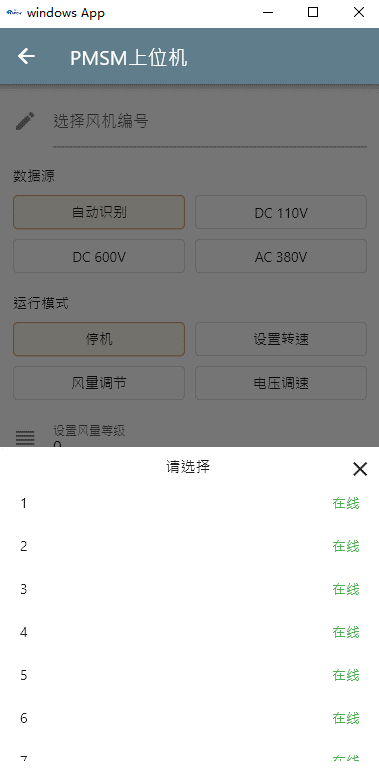 windows App
PMSM上位机
选择风机编号
数据源
自动识别 DC 110V
DC 600V AC 380V
运行模式
停机 设置转速
风量调节 电压调速
设置风量等级
0
请选择
1 在线
2 在线
3 在线
4 在线
5 在线
6 在线
7 在线